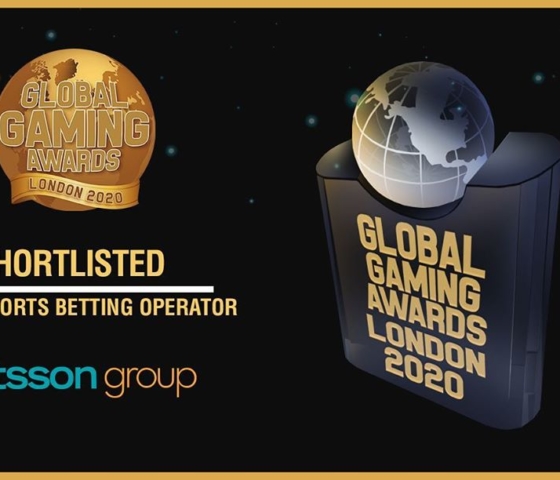 GLOBAL
GAMING
AWARDS
LONDON 2020
HORTLISTED
ORTS BETTING OPERATOR
tsson group
GLOBAL
GAMING
AWARDS
LONDON
2020